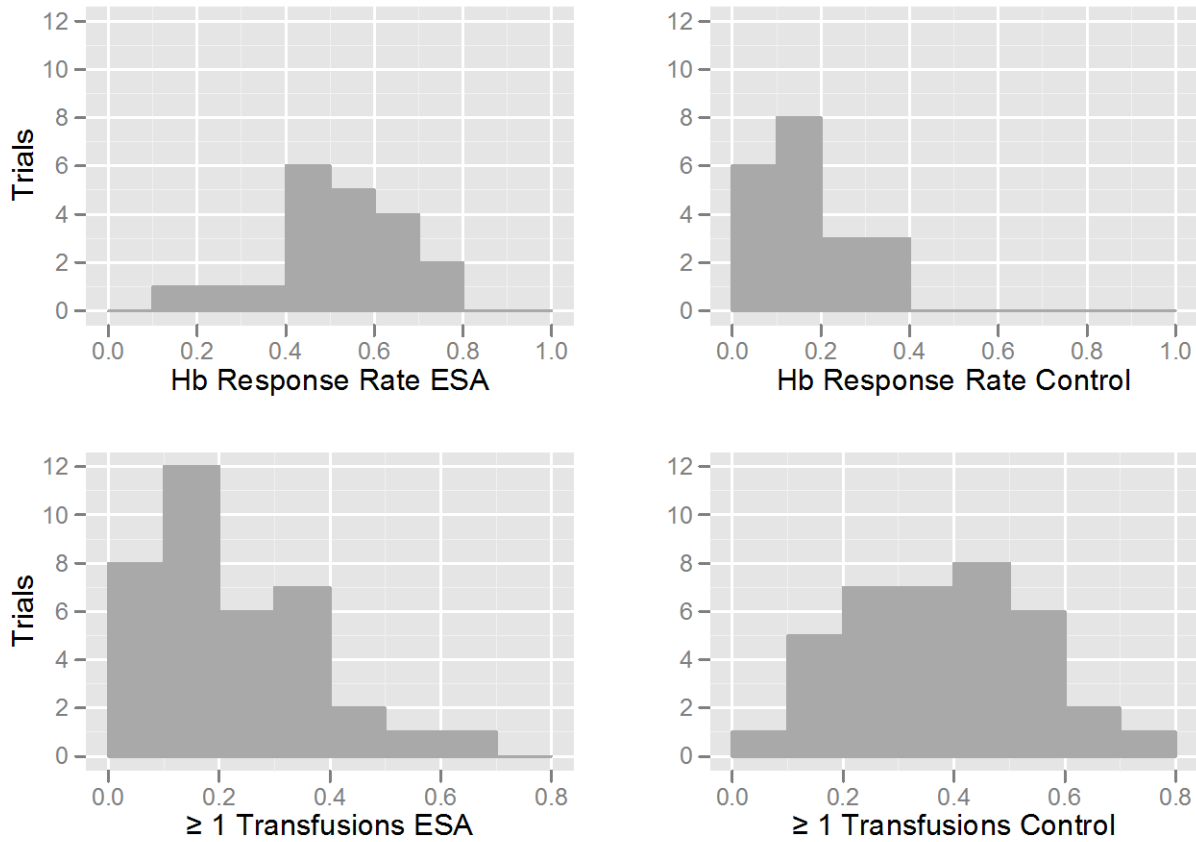 12
10
8
6
4
2
0
Trials
0.0 0.2 0.4 0.6 0.8 1.0
Hb Response Rate ESA
12
10
8
6
4
2
0
0.0 0.2 0.4 0.6 0.8 1.0
Hb Response Rate Control
12
10
8
6
4
2
0
Trials
0.0 0.2 0.4 0.6 0.8
≥ 1 Transfusions ESA
12
10
8
6
4
2
0
0.0 0.2 0.4 0.6 0.8
≥ 1 Transfusions Control